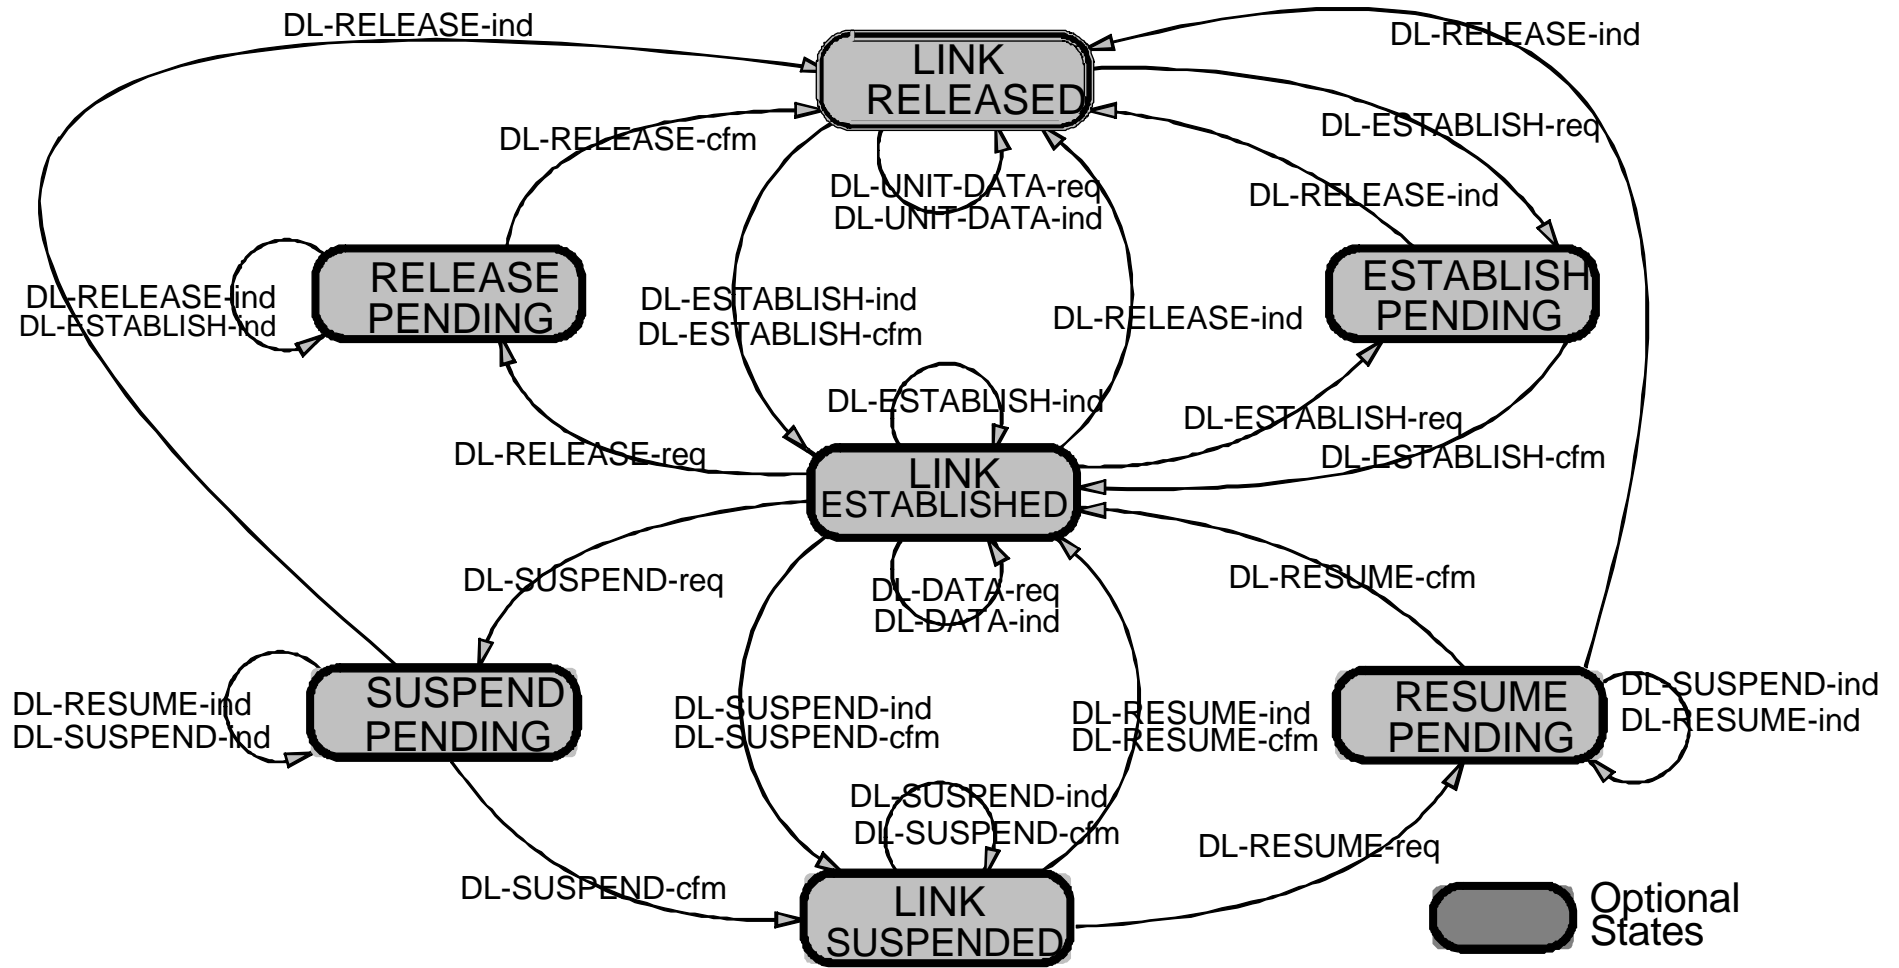 DL-RELEASE-ind
DL-RELEASE-ind
LINK
RELEASED
DL-RELEASE-cfm
DL-ESTABLISH-req
DL-UNIT-DATA-req
DL-UNIT-DATA-ind
DL-RELEASE-ind
RELEASE
PENDING
DL-RELEASE-ind
DL-ESTABLISH-ind
DL-ESTABLISH-ind
DL-ESTABLISH-cfm
DL-RELEASE-ind
ESTABLISH
PENDING
DL-ESTABLISH-ind
DL-ESTABLISH-req
DL-RELEASE-req
DL-ESTABLISH-cfm
LINK
ESTABLISHED
DL-SUSPEND-req
DL-DATA-req
DL-DATA-ind
DL-RESUME-cfm
DL-RESUME-ind
DL-SUSPEND-ind
SUSPEND
PENDING
DL-SUSPEND-ind
DL-SUSPEND-cfm
DL-RESUME-ind
DL-RESUME-cfm
RESUME
PENDING
DL-SUSPEND-ind
DL-RESUME-ind
DL-SUSPEND-ind
DL-SUSPEND-cfm
DL-RESUME-req
DL-SUSPEND-cfm
LINK
SUSPENDED
Optional
States